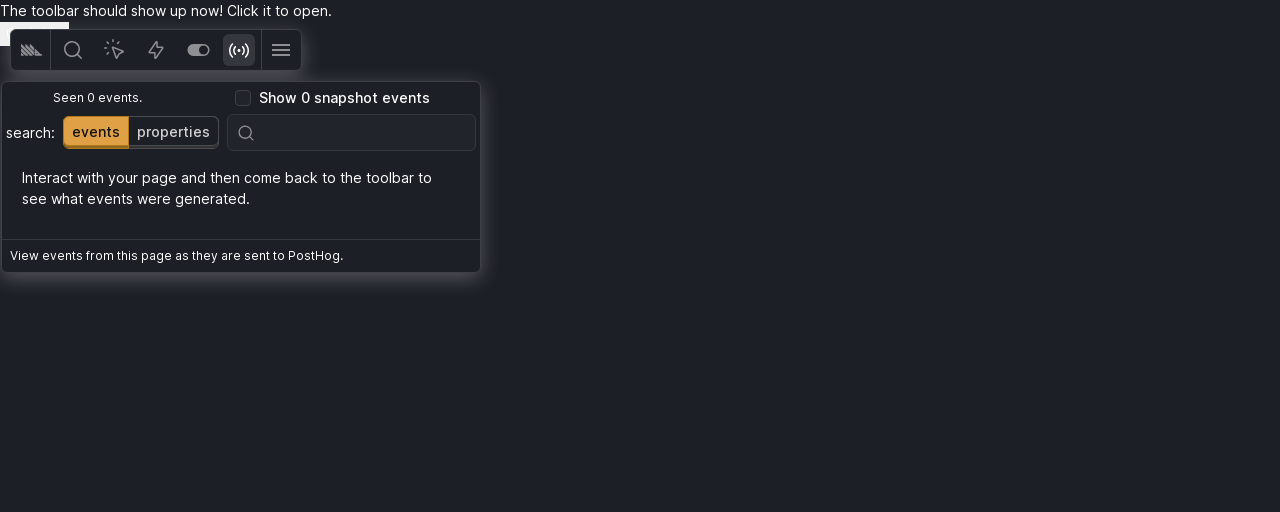 The toolbar should show up now! Click it to open.
Seen 0 events.
Show 0 snapshot events
search:
events
properties
Interact with your page and then come back to the toolbar to
see what events were generated.
View events from this page as they are sent to PostHog.